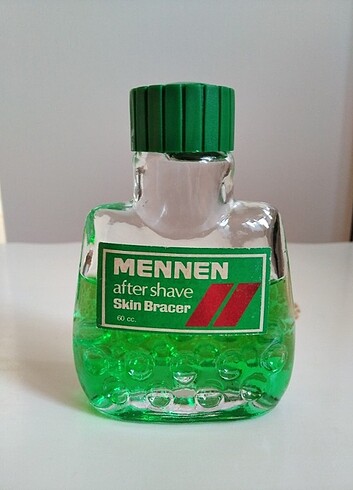 MENNEN
after shave
Skin Bracer
60 cc.